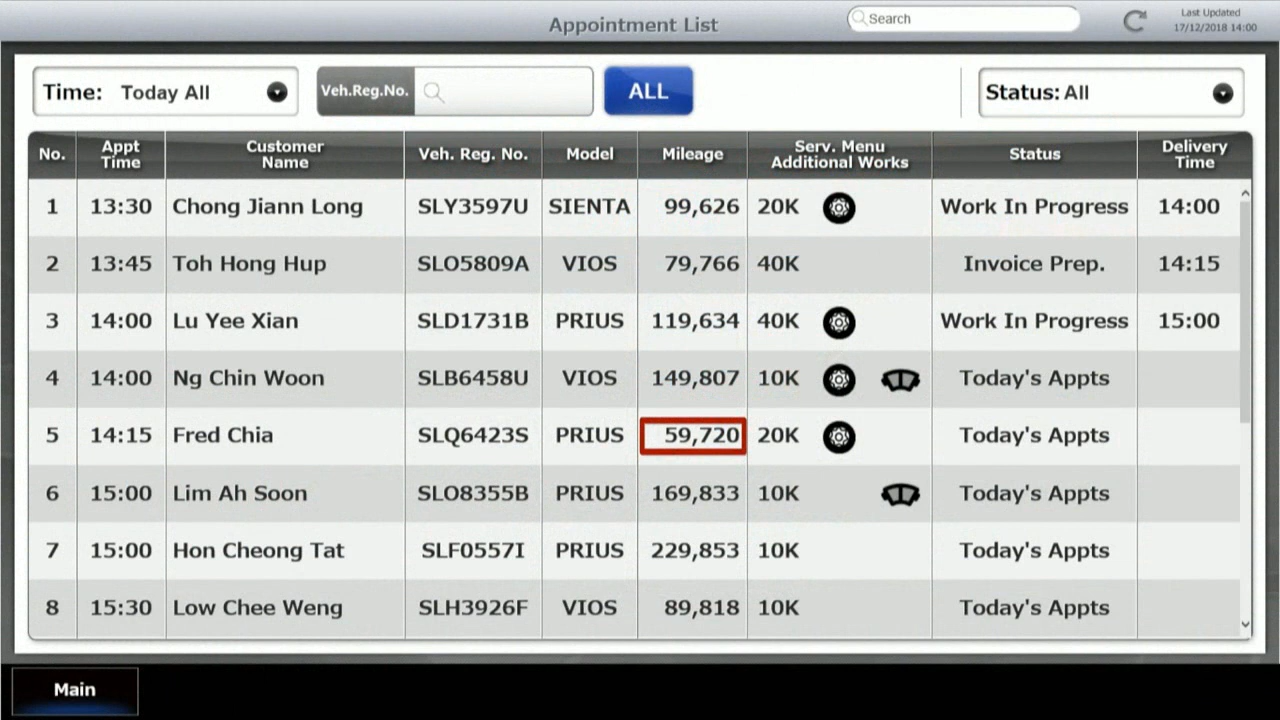 Appointment List
Search
Last Updated
17/12/2018 14:00
Time: Today All
Veh.Reg.No.
ALL
Status: All
No. Appt Time Customer Name Veh. Reg. No. Model Mileage Serv. Menu Additional Works Status Delivery Time
1 13:30 Chong Jiann Long SLY3597U SIENTA 99,626 20K Work In Progress 14:00
2 13:45 Toh Hong Hup SLO5809A VIOS 79,766 40K Invoice Prep. 14:15
3 14:00 Lu Yee Xian SLD1731B PRIUS 119,634 40K Work In Progress 15:00
4 14:00 Ng Chin Woon SLB6458U VIOS 149,807 10K Today's Appts
5 14:15 Fred Chia SLQ6423S PRIUS 59,720 20K Today's Appts
6 15:00 Lim Ah Soon SLO8355B PRIUS 169,833 10K Today's Appts
7 15:00 Hon Cheong Tat SLF0557I PRIUS 229,853 10K Today's Appts
8 15:30 Low Chee Weng SLH3926F VIOS 89,818 10K Today's Appts
Main